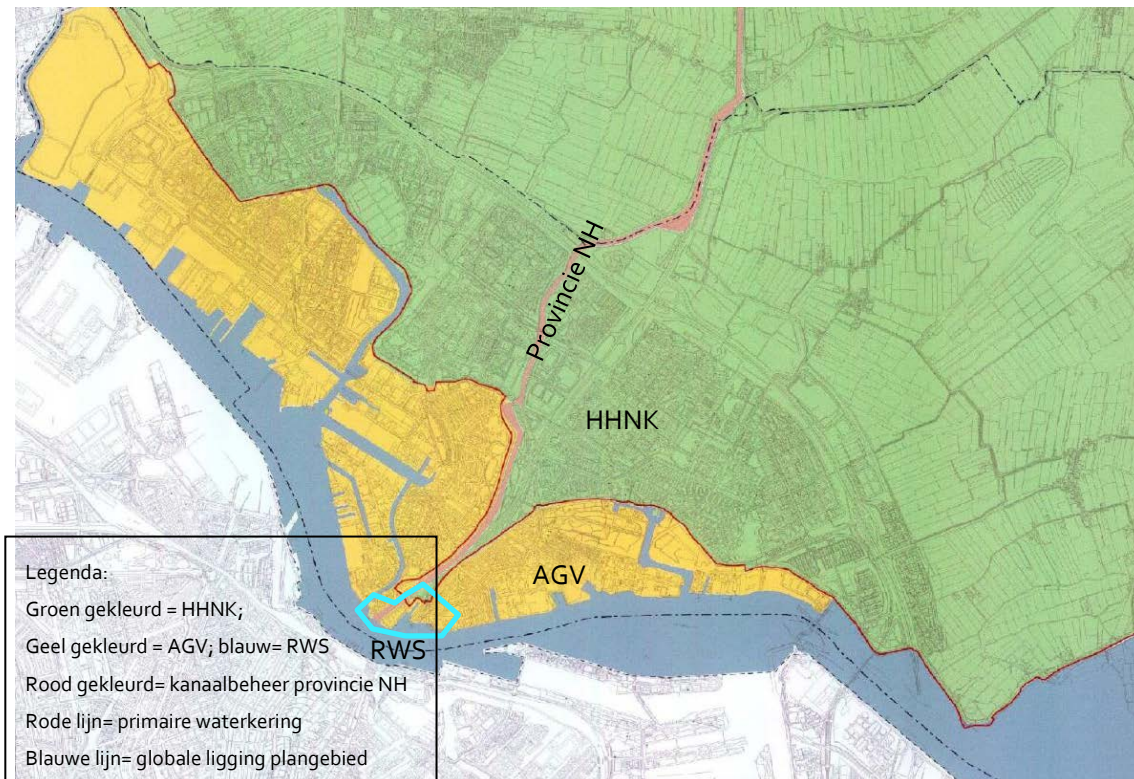 Provincie NH
HHNK
AGV
RWS
Legenda:
Groen gekleurd = HHNK;
Geel gekleurd = AGV; blauw= RWS
Rood gekleurd= kanaalbeheer provincie NH
Rode lijn= primaire waterkering
Blauwe lijn= globale ligging plangebied